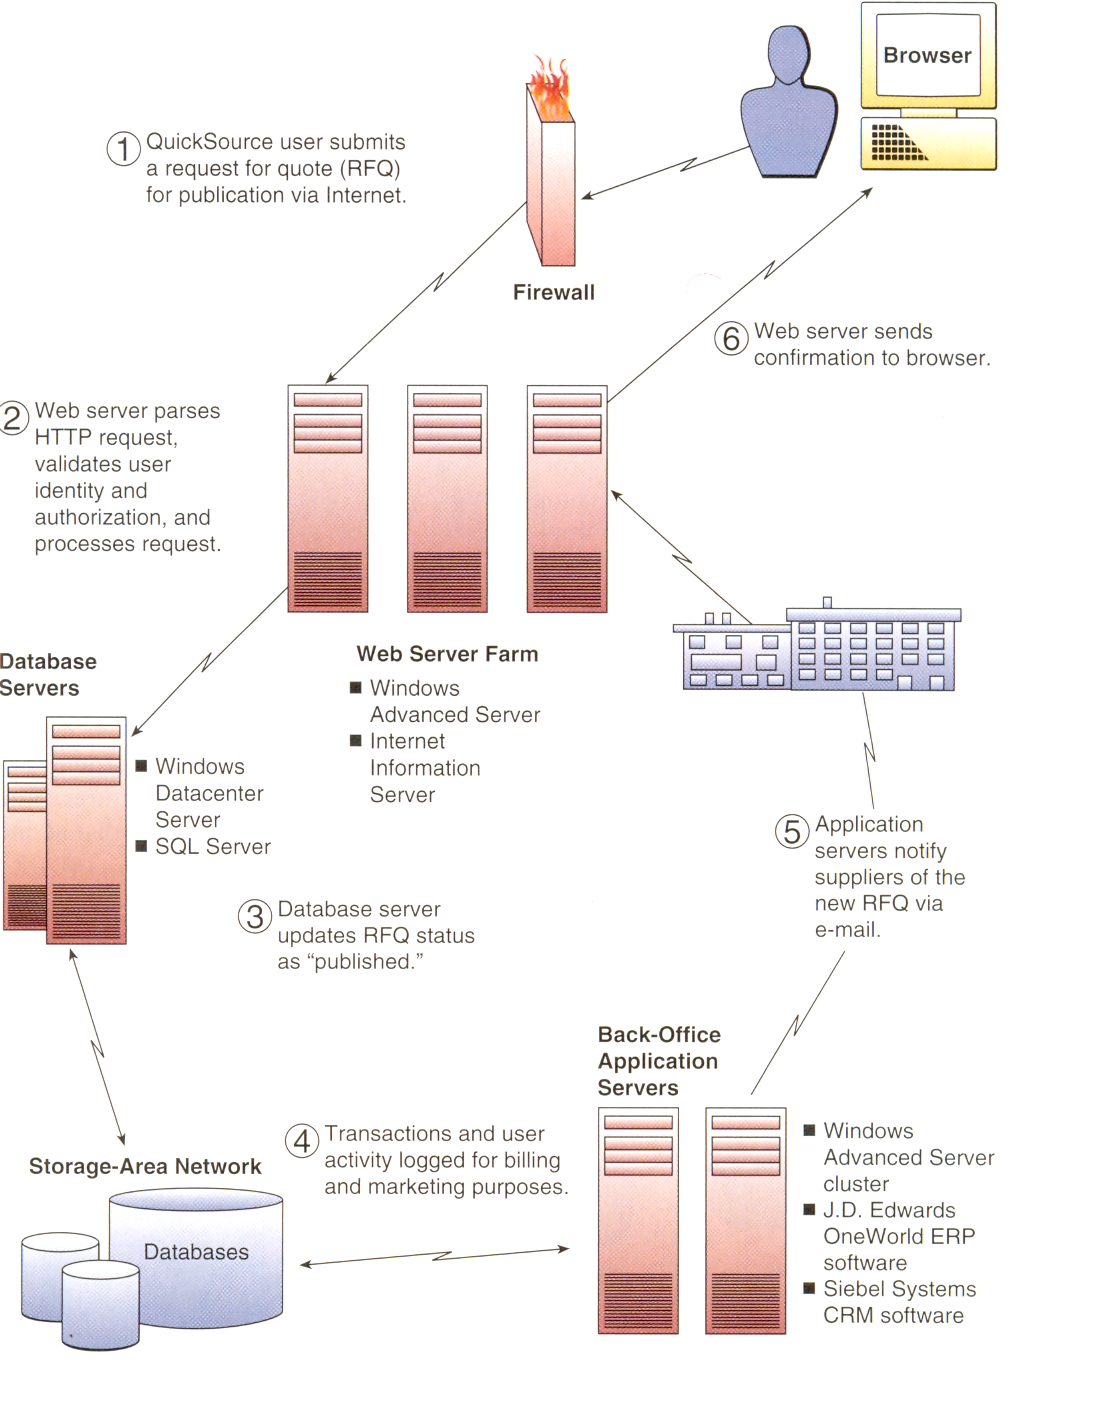 Browser
1 QuickSource user submits
a request for quote (RFQ)
for publication via Internet.
Firewall
6 Web server sends
confirmation to browser.
2 Web server parses
HTTP request,
validates user
identity and
authorization, and
processes request.
Web Server Farm
■ Windows
Advanced Server
■ Internet
Information
Server
Database
Servers
■ Windows
Datacenter
Server
■ SQL Server
5 Application
servers notify
suppliers of the
new RFQ via
e-mail.
3 Database server
updates RFQ status
as “published.”
Back-Office
Application
Servers
4 Transactions and user
activity logged for billing
and marketing purposes.
■ Windows
Advanced Server
cluster
■ J.D. Edwards
OneWorld ERP
software
■ Siebel Systems
CRM software
Storage-Area Network
Databases